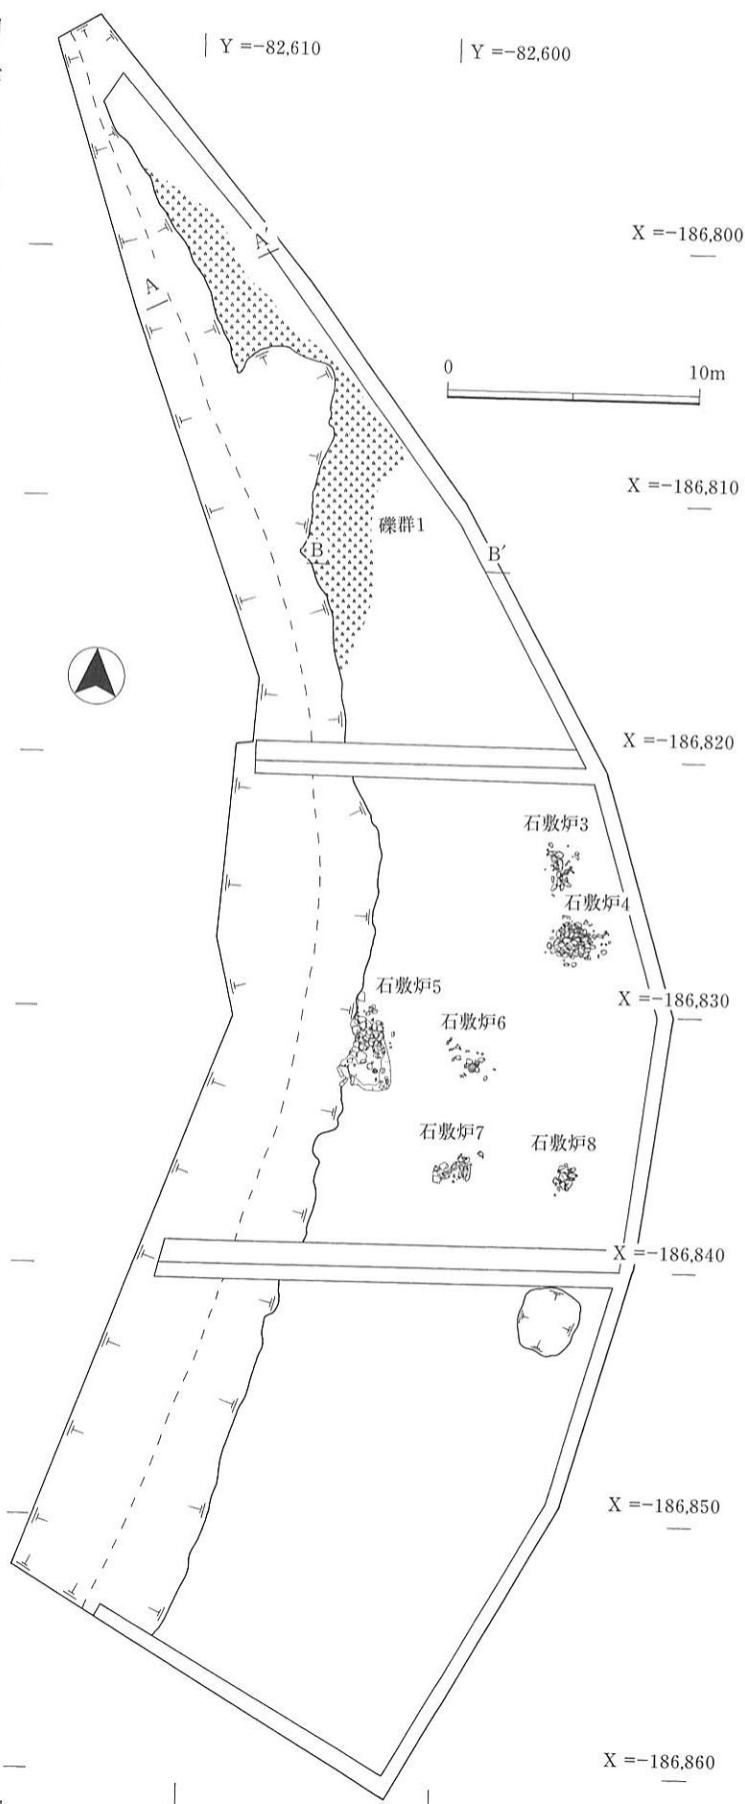 Y =-82,610
Y =-82,600
X =-186,800
A'
A
0
10m
X =-186,810
礫群1
B
B'
X =-186,820
石敷炉3
石敷炉4
石敷炉5
X =-186,830
石敷炉6
石敷炉7
石敷炉8
X =-186,840
X =-186,850
X =-186,860